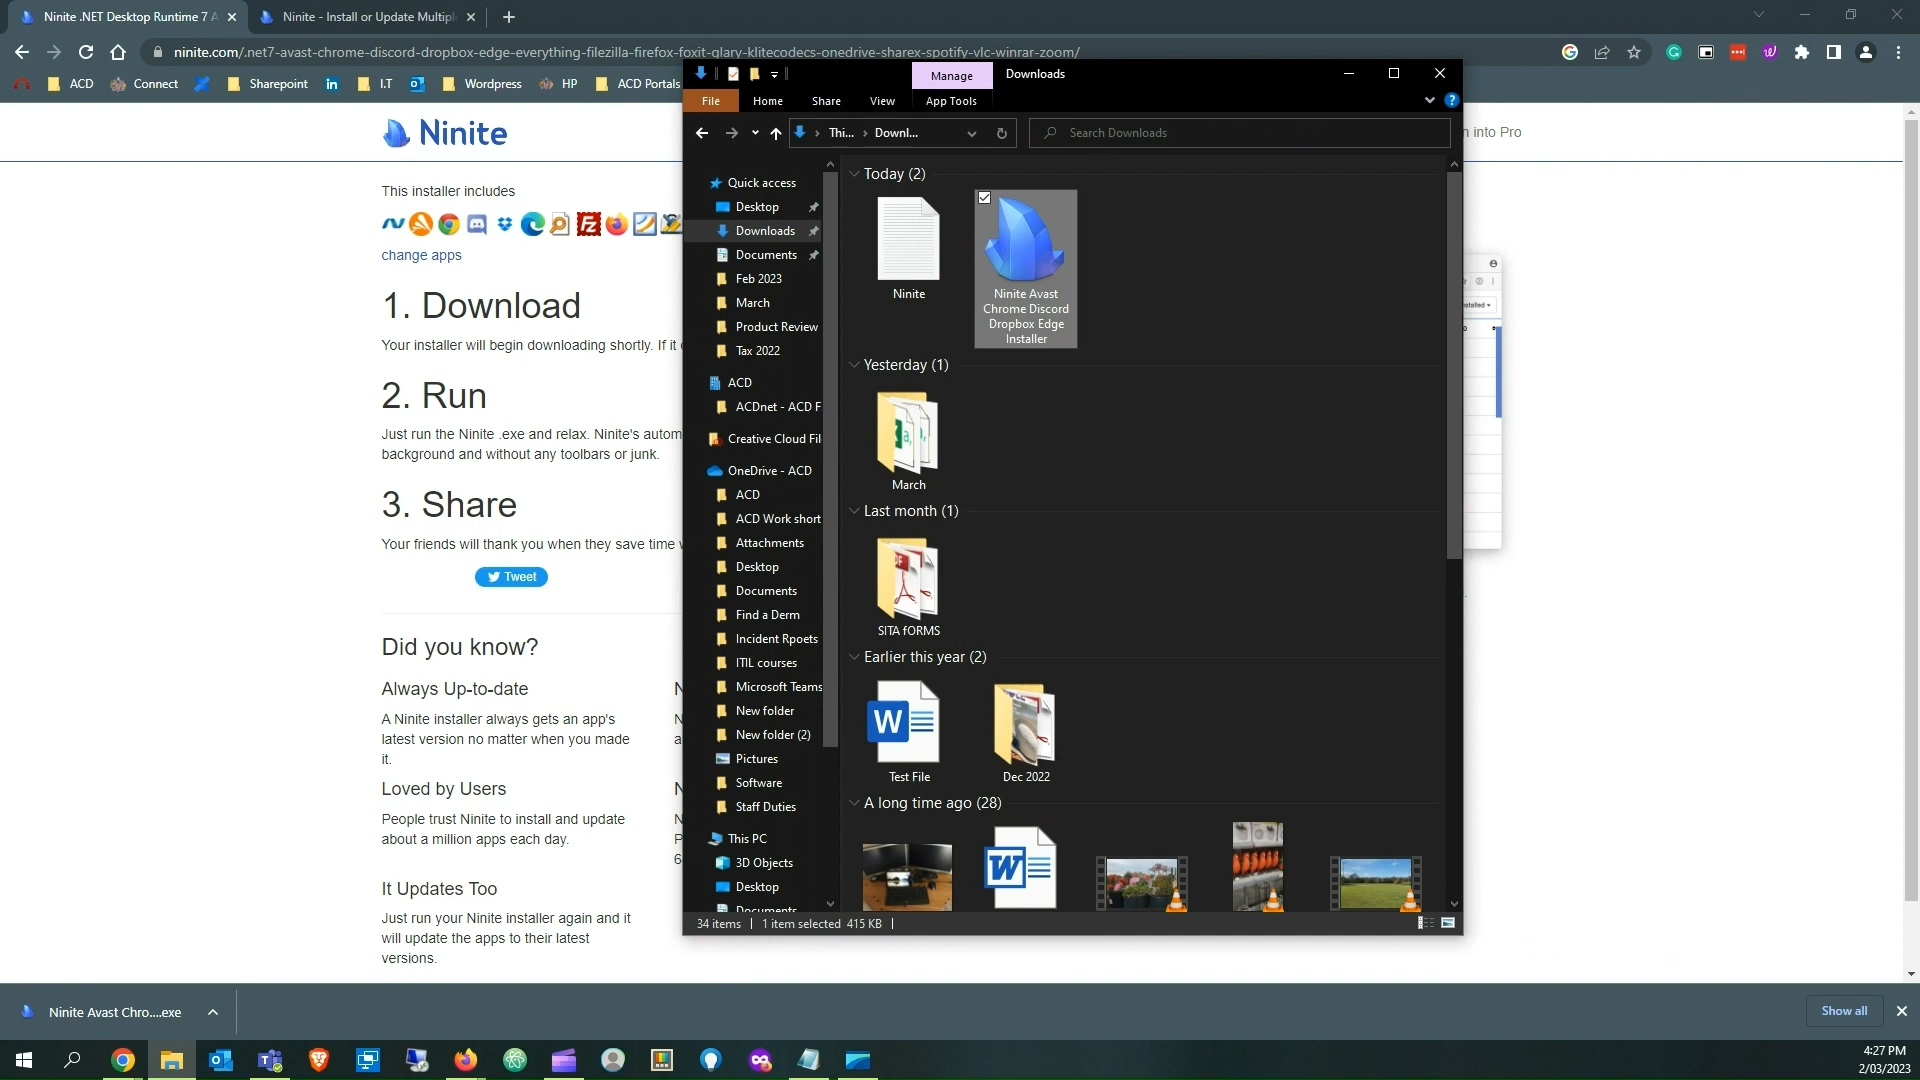 Ninite .NET Desktop Runtime 7 A
Ninite - Install or Update Multiple
ninite.com/.net7-avast-chrome-discord-dropbox-edge-everything-filezilla-firefox-foxit-glary-klitecodecs-onedrive-sharex-spotify-vlc-winrar-zoom/
ACD
Connect
Sharepoint
I.T
Wordpress
HP
ACD Portals
Manage
Downloads
File
Home
Share
View
App Tools
Thi...
Downl...
Search Downloads
Ninite
n into Pro
This installer includes
change apps
1. Download
Your installer will begin downloading shortly. If it
2. Run
Just run the Ninite .exe and relax. Ninite's autom
background and without any toolbars or junk.
3. Share
Your friends will thank you when they save time
Tweet
Did you know?
Always Up-to-date
A Ninite installer always gets an app's
latest version no matter when you made
it.
Loved by Users
People trust Ninite to install and update
about a million apps each day.
It Updates Too
Just run your Ninite installer again and it
will update the apps to their latest
versions.
Quick access
Desktop
Downloads
Documents
Feb 2023
March
Product Review
Tax 2022
ACD
ACDnet - ACD F
Creative Cloud Fil
OneDrive - ACD
ACD
ACD Work short
Attachments
Desktop
Documents
Find a Derm
Incident Rpoets
ITIL courses
Microsoft Teams
New folder
New folder (2)
Pictures
Software
Staff Duties
This PC
3D Objects
Desktop
Documents
Today (2)
Ninite
Ninite Avast
Chrome Discord
Dropbox Edge
Installer
Yesterday (1)
March
Last month (1)
SITA fORMS
Earlier this year (2)
Test File
Dec 2022
A long time ago (28)
34 items
1 item selected 415 KB
Ninite Avast Chro....exe
Show all
4:27 PM
2/03/2023